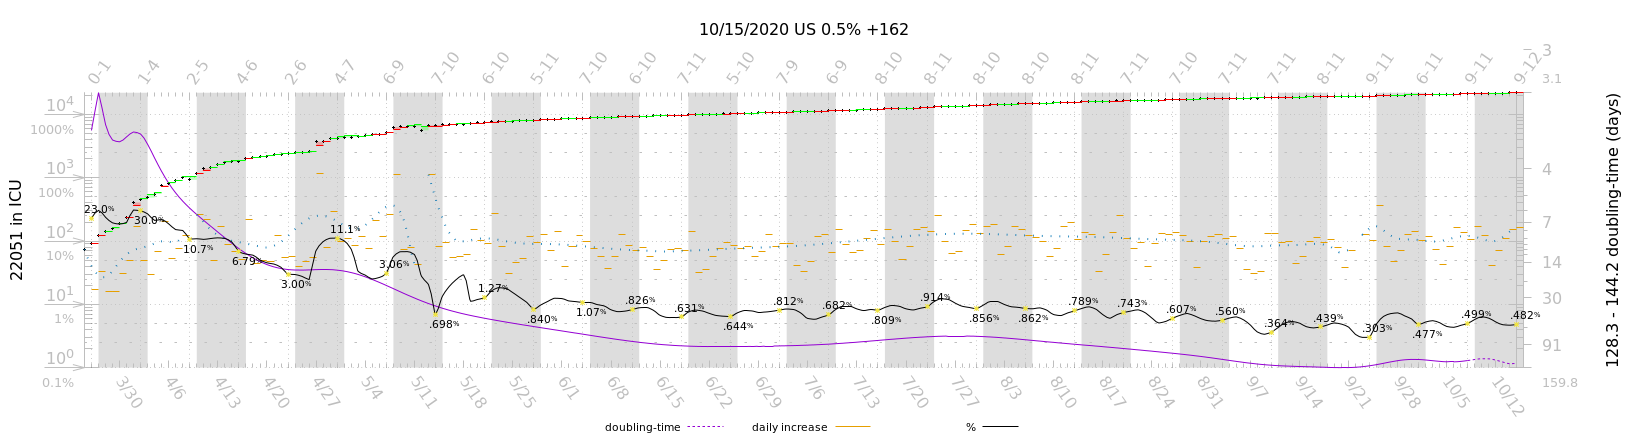 10/15/2020 US 0.5% +162
0-1 1-4 2-5 4-6 2-6 4-7 6-9 7-10 6-10 5-11 7-10 6-10 7-11 5-10 7-9 6-9 8-10 8-11 8-11 8-10 8-10 7-11 7-11 7-11 8-11 8-11 9-11 9-11 9-12
3
3.1
10^4
1000%
10^3
100%
10^2
10%
10^1
1%
10^0
0.1%
4
7
14
30
91
159.8
22051 in ICU
128.3 - 144.2 doubling-time (days)
23.0% 30.0% 10.7% 6.79% 3.00% 11.1% 3.06% .698% 1.27% .840% 1.07% .826% .631% .644% .812% .682% .809% .914% .856% .862% .789% .743% .607% .560% .364% .439% .303% .477% .499% .482%
3/30 4/6 4/13 4/20 4/27 5/4 5/11 5/18 5/25 6/1 6/8 6/15 6/22 6/29 7/6 7/13 7/20 7/27 8/3 8/10 8/17 8/24 8/31 9/7 9/14 9/21 9/28 10/5 10/12
doubling-time daily increase %